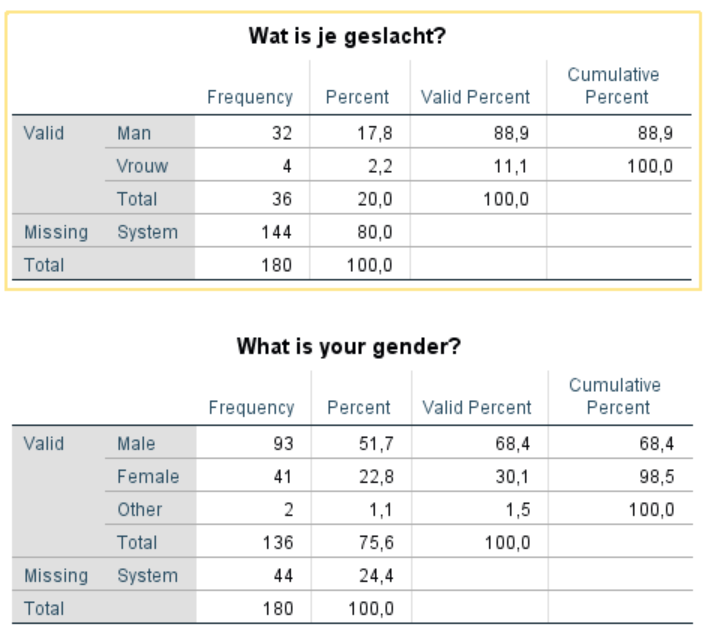 Wat is je geslacht?
Frequency Percent Valid Percent Cumulative Percent
Valid Man 32 17,8 88,9 88,9
Vrouw 4 2,2 11,1 100,0
Total 36 20,0 100,0
Missing System 144 80,0
Total 180 100,0
What is your gender?
Frequency Percent Valid Percent Cumulative Percent
Valid Male 93 51,7 68,4 68,4
Female 41 22,8 30,1 98,5
Other 2 1,1 1,5 100,0
Total 136 75,6 100,0
Missing System 44 24,4
Total 180 100,0